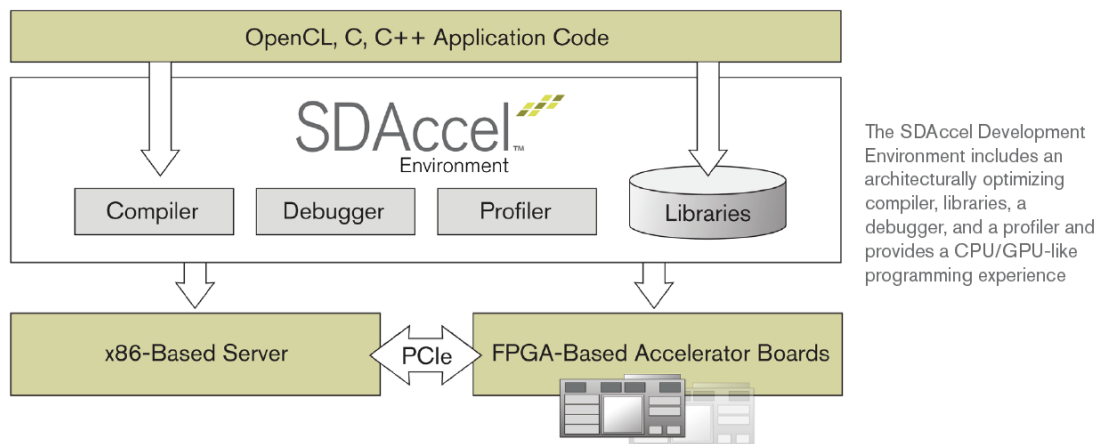 OpenCL, C, C++ Application Code
SDAccel™
Environment
Compiler
Debugger
Profiler
Libraries
The SDAccel Development
Environment includes an
architecturally optimizing
compiler, libraries, a
debugger, and a profiler and
provides a CPU/GPU-like
programming experience
x86-Based Server
PCIe
FPGA-Based Accelerator Boards